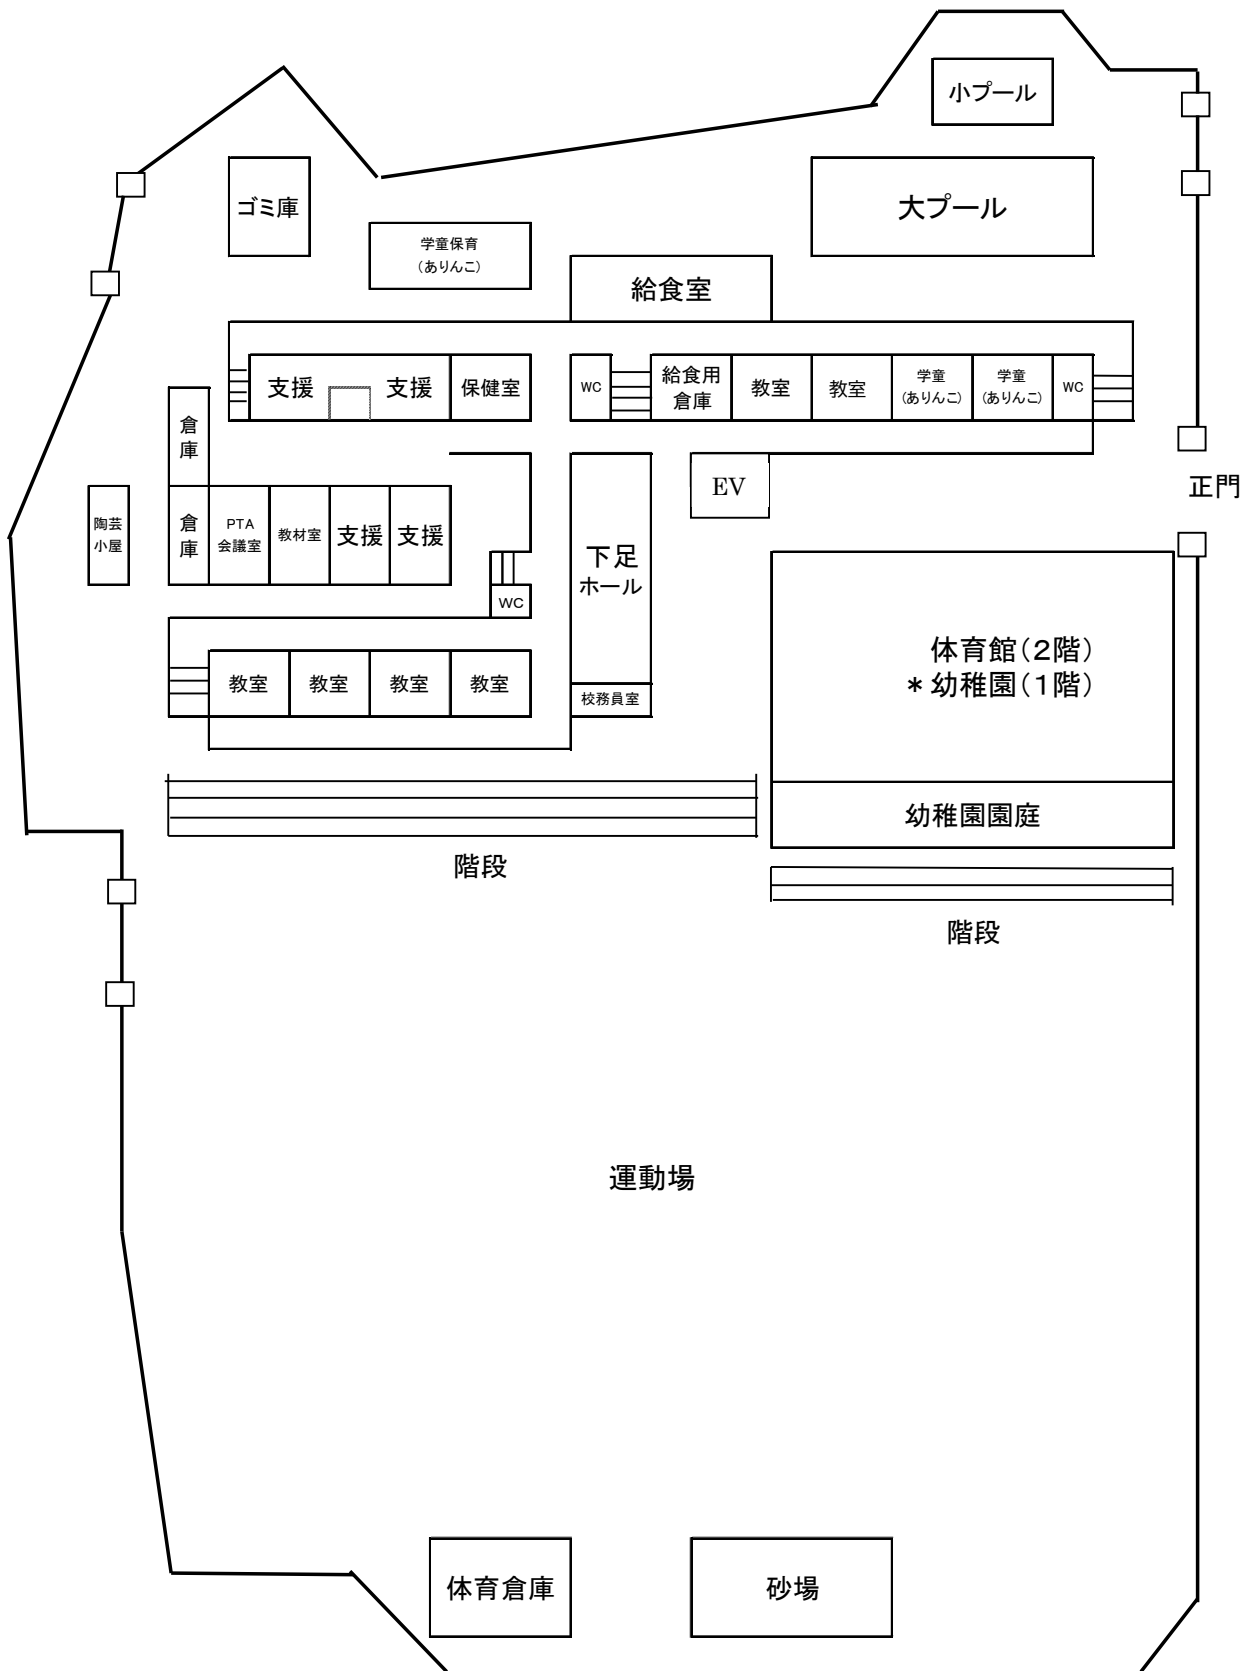 小プール
大プール
ゴミ庫
学童保育
（ありんこ）
給食室
支援
支援
保健室
WC
給食用
倉庫
教室
教室
学童
（ありんこ）
学童
（ありんこ）
WC
倉
庫
EV
正門
陶芸
小屋
倉
庫
PTA
会議室
教材室
支援
支援
下足
ホール
WC
体育館（２階）
＊幼稚園（１階）
教室
教室
教室
教室
校務員室
幼稚園園庭
階段
階段
運動場
体育倉庫
砂場